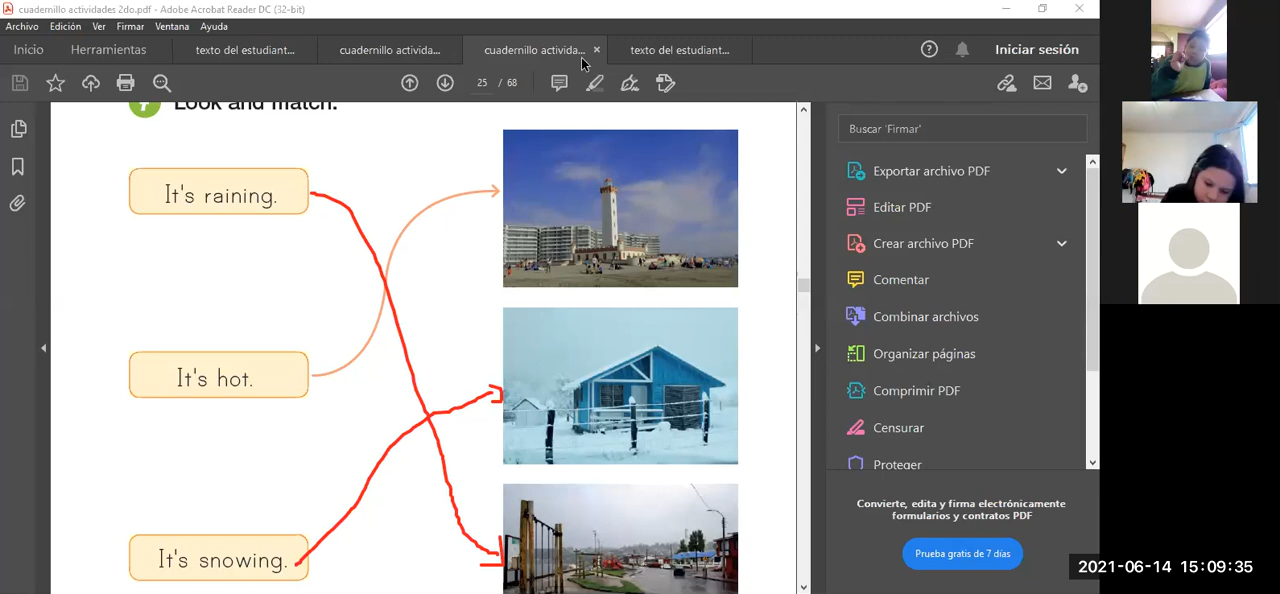 cuadernillo actividades 2do.pdf - Adobe Acrobat Reader DC (32-bit)
Archivo Edición Ver Firmar Ventana Ayuda
Inicio Herramientas texto del estudiant... cuadernillo activida... cuadernillo activida... × texto del estudiant... ? Iniciar sesión
25 / 68
Look and match.
It's raining.
It's hot.
It's snowing.
Buscar 'Firmar'
Exportar archivo PDF
Editar PDF
Crear archivo PDF
Comentar
Combinar archivos
Organizar páginas
Comprimir PDF
Censurar
Proteger
Convierte, edita y firma electrónicamente
formularios y contratos PDF
Prueba gratis de 7 días
2021-06-14 15:09:35